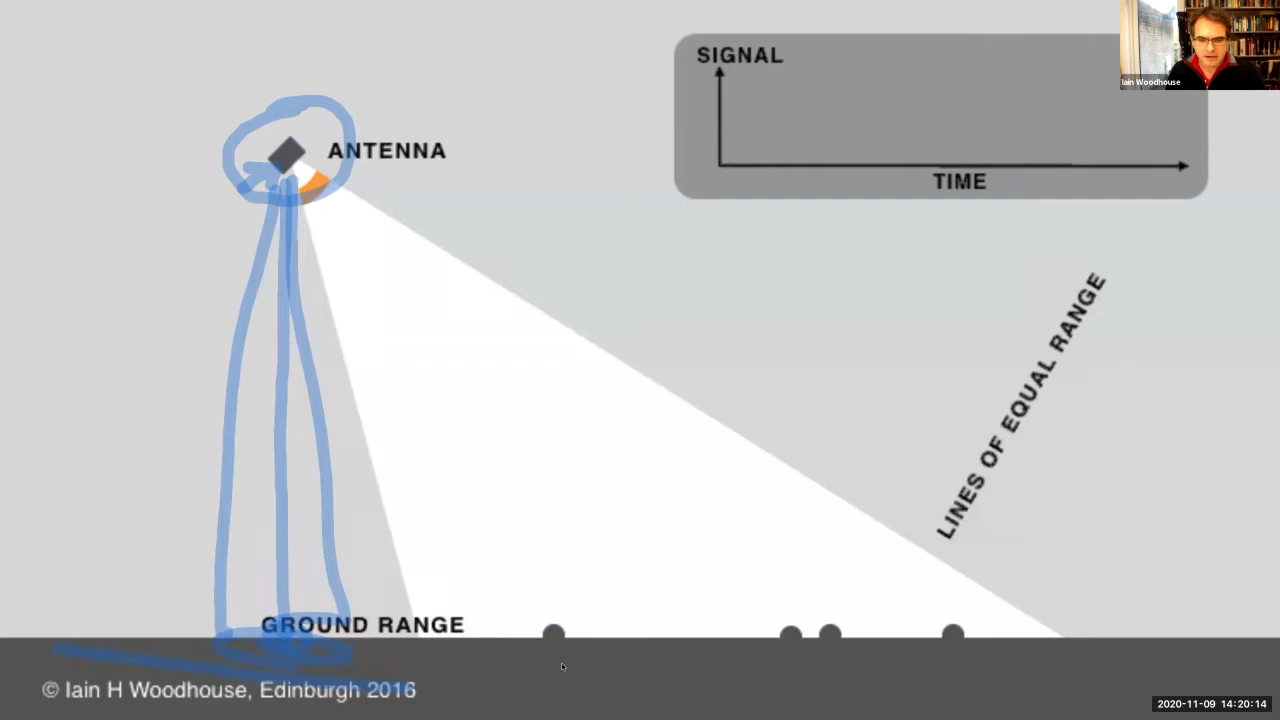 SIGNAL
Iain Woodhouse
ANTENNA
TIME
LINES OF EQUAL RANGE
GROUND RANGE
© Iain H Woodhouse, Edinburgh 2016
2020-11-09 14:20:14